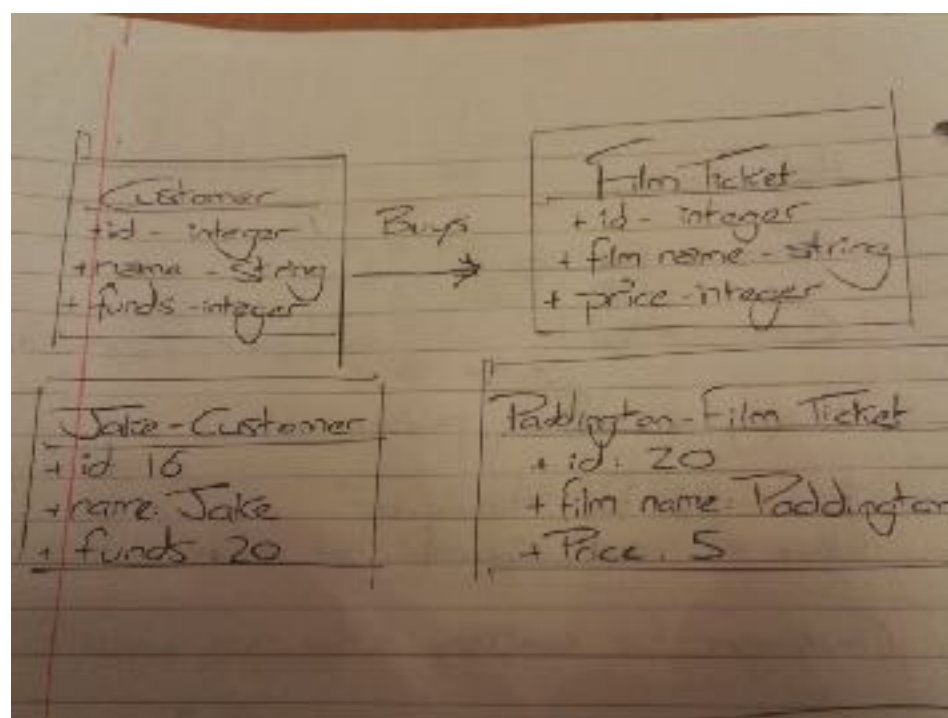 Customer
+id - integer
+name - string
+ funds - integer
Buys
Film Ticket
+ id - integer
+ film name - string
+ price - integer
Jake - Customer
+ id: 16
+ name: Jake
+ funds: 20
Paddington - Film Ticket
+ id: 20
+ film name: Paddington
+ Price: 5